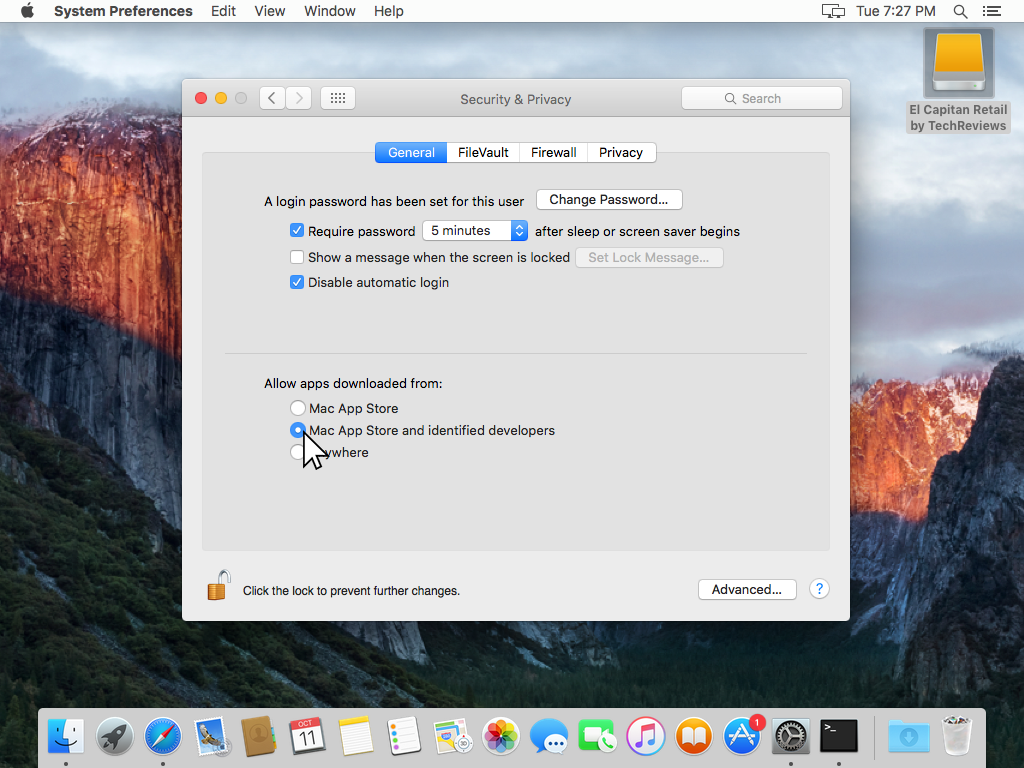 System Preferences Edit View Window Help Tue 7:27 PM
El Capitan Retail
by TechReviews
Security & Privacy
Search
General FileVault Firewall Privacy
A login password has been set for this user Change Password...
Require password 5 minutes after sleep or screen saver begins
Show a message when the screen is locked Set Lock Message...
Disable automatic login
Allow apps downloaded from:
Mac App Store
Mac App Store and identified developers
ywhere
Click the lock to prevent further changes.
Advanced... ?
OCT
11
1
>_